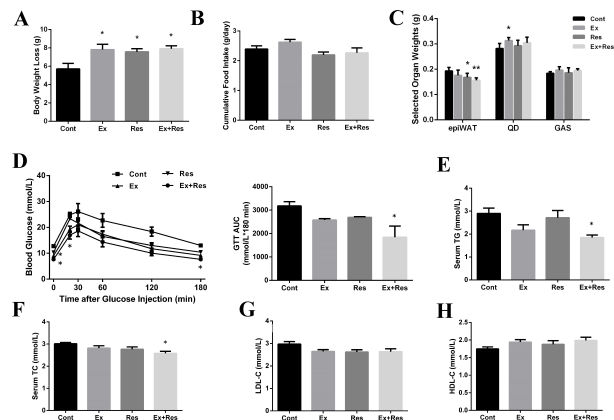 A
Body Weight Loss (g)
10
8
6
4
2
0
* * *
Cont Ex Res Ex+Res
B
Cumulative Food Intake (g/day)
4
3
2
1
0
Cont Ex Res Ex+Res
C
Selected Organ Weights (g)
0.4
0.3
0.2
0.1
0.0
* ** *
epiWAT QD GAS
Cont
Ex
Res
Ex+Res
D
Blood Glucose (mmol/L)
40
30
20
10
0
Cont Res
Ex Ex+Res
* * * *
0 30 60 120 180
Time after Glucose Injection (min)
GTT AUC
(mmol/L*180 min)
4000
3000
2000
1000
0
*
Cont Ex Res Ex+Res
E
Serum TG (mmol/L)
4
3
2
1
0
*
Cont Ex Res Ex+Res
F
Serum TC (mmol/L)
4
3
2
1
0
*
Cont Ex Res Ex+Res
G
LDL-C (mmol/L)
4
3
2
1
0
Cont Ex Res Ex+Res
H
HDL-C (mmol/L)
2.5
2.0
1.5
1.0
0.5
0.0
Cont Ex Res Ex+Res